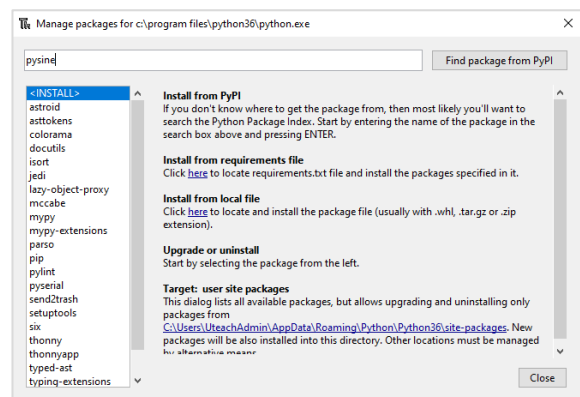 Manage packages for c:\program files\python36\python.exe
pysine
Find package from PyPI
<INSTALL>
astroid
asttokens
colorama
docutils
isort
jedi
lazy-object-proxy
mccabe
mypy
mypy-extensions
parso
pip
pylint
pyserial
send2trash
setuptools
six
thonny
thonnyapp
typed-ast
typing-extensions
Install from PyPI
If you don't know where to get the package from, then most likely you'll want to
search the Python Package Index. Start by entering the name of the package in the
search box above and pressing ENTER.
Install from requirements file
Click here to locate requirements.txt file and install the packages specified in it.
Install from local file
Click here to locate and install the package file (usually with .whl, .tar.gz or .zip
extension).
Upgrade or uninstall
Start by selecting the package from the left.
Target: user site packages
This dialog lists all available packages, but allows upgrading and uninstalling only
packages from
C:\Users\UteachAdmin\AppData\Roaming\Python\Python36\site-packages. New
packages will be also installed into this directory. Other locations must be managed
by alternative means.
Close